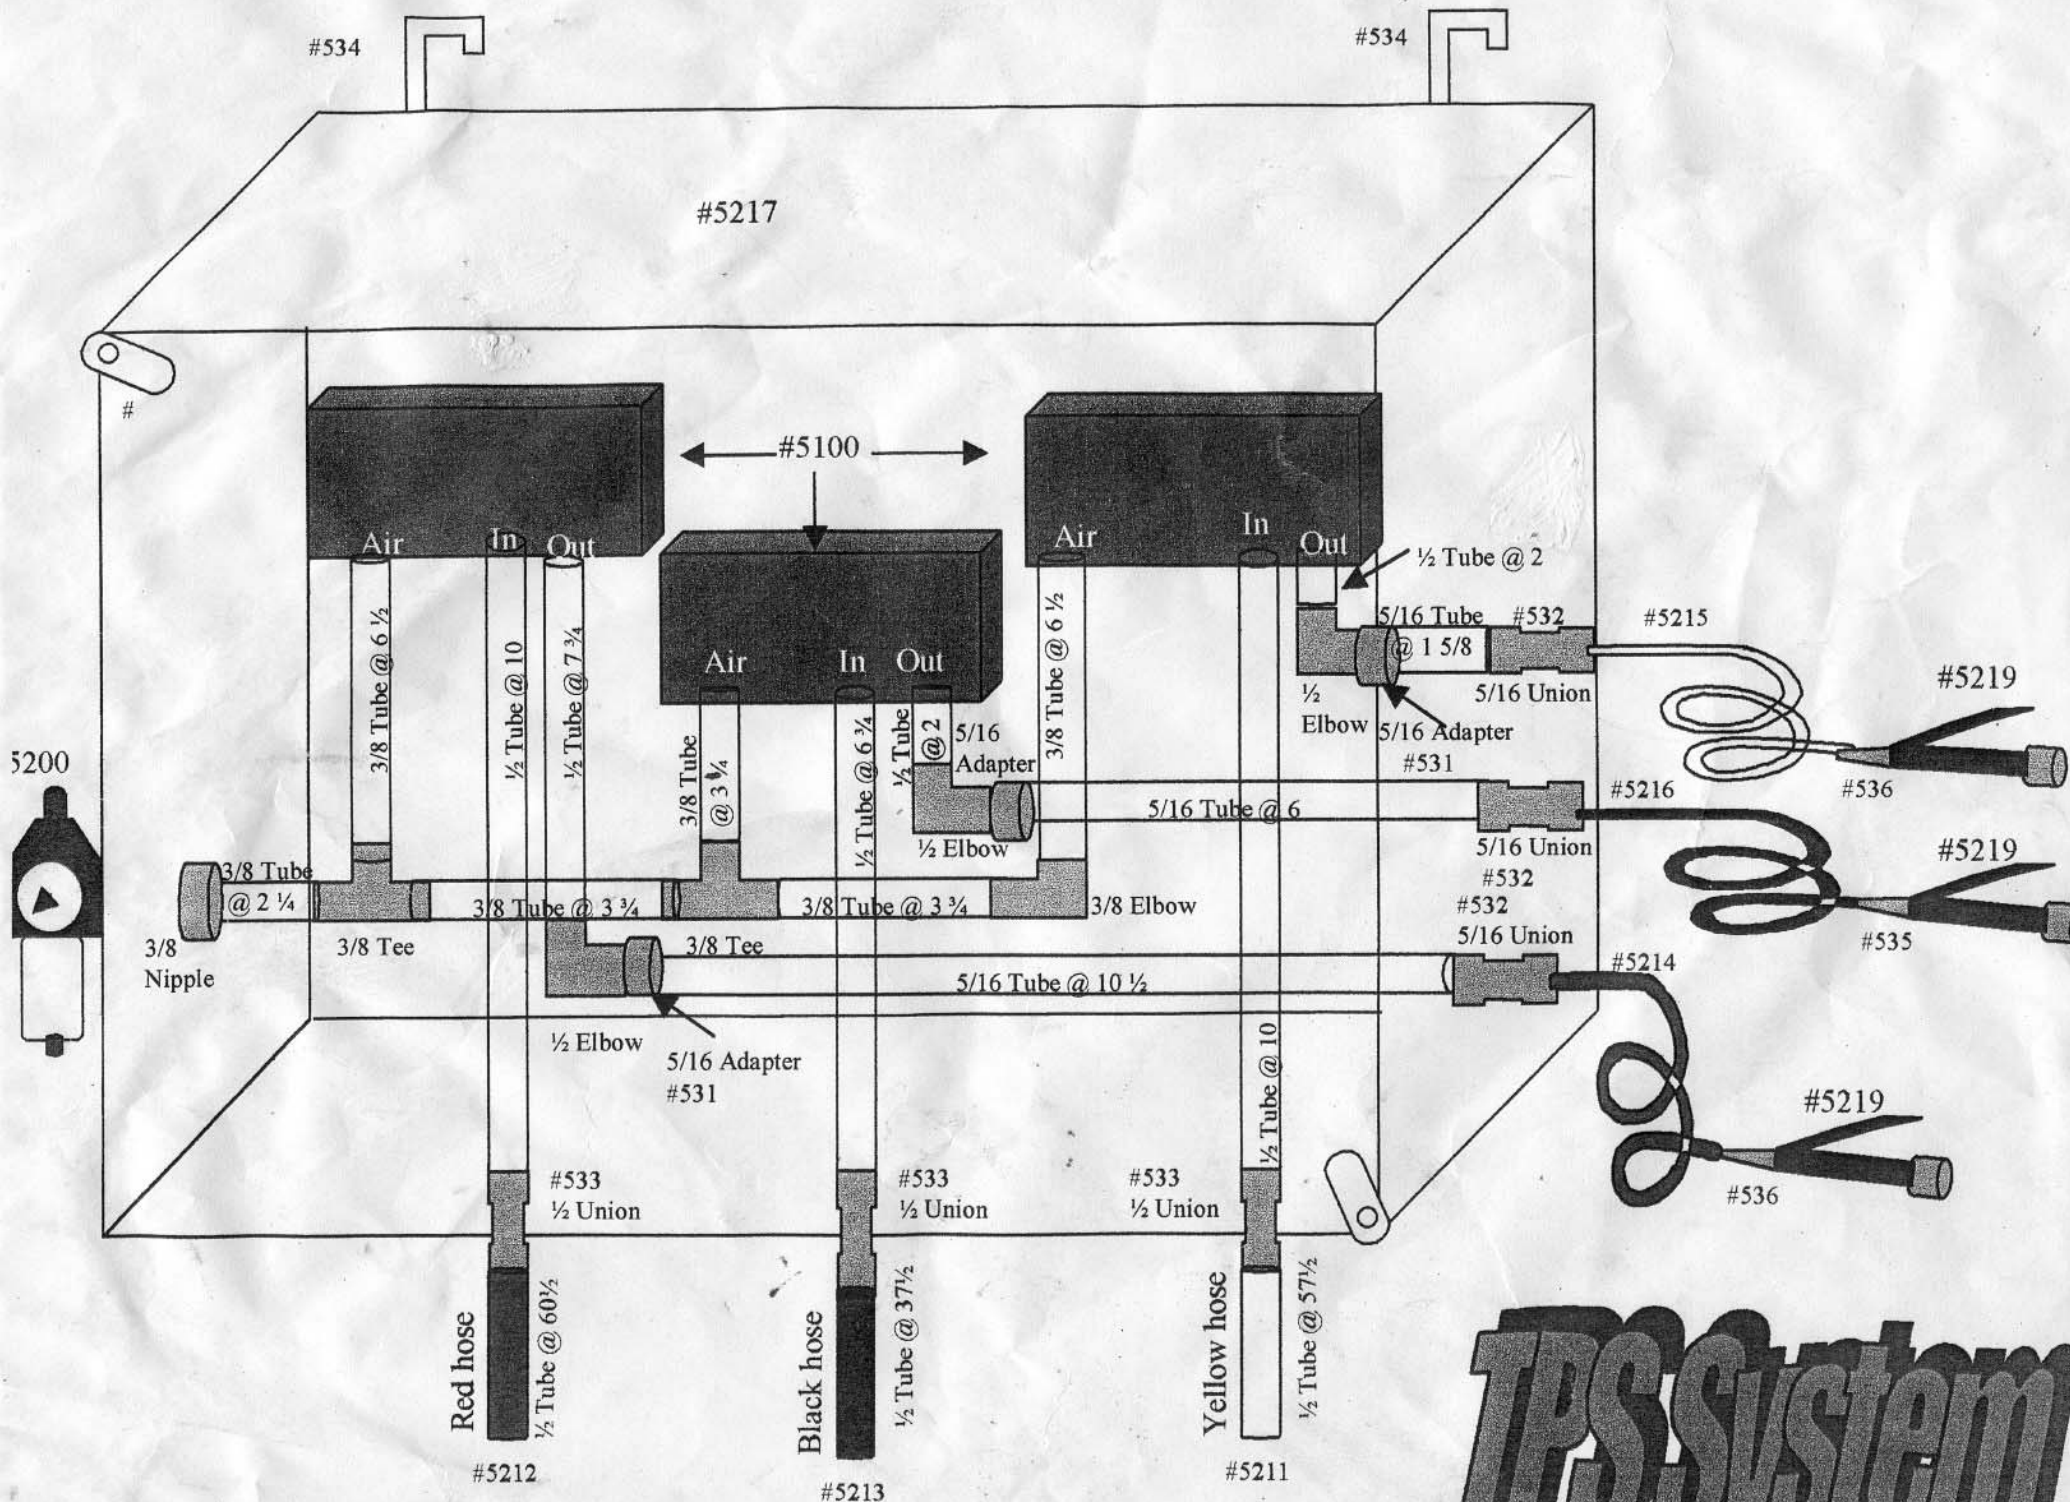 #534
#534
#5217
#
#5100
Air
In
Out
Air
In
Out
Air
In
Out
½ Tube @ 2
5/16 Tube
@ 1 5/8
#532
#5215
5/16 Union
½
Elbow
5/16 Adapter
#531
#5219
#536
3/8 Tube @ 6 ½
½ Tube @ 10
½ Tube @ 7 ¾
3/8 Tube
½ Tube @ 6 ¾
½ Tube
@ 2
5/16
Adapter
3/8 Tube @ 6 ½
5200
5/16 Tube @ 6
#5216
½ Elbow
5/16 Union
#532
#5219
#535
3/8 Tube
@ 2 ¼
3/8 Tube @ 3 ¾
3/8 Tube @ 3 ¾
3/8 Elbow
3/8
Nipple
3/8 Tee
3/8 Tee
#532
5/16 Union
#5214
5/16 Tube @ 10 ½
½ Elbow
5/16 Adapter
#531
½ Tube @ 10
#5219
#536
#533
½ Union
#533
½ Union
#533
½ Union
Red hose
½ Tube @ 60½
Black hose
½ Tube @ 37½
Yellow hose
½ Tube @ 57½
#5212
#5213
#5211
TPS System